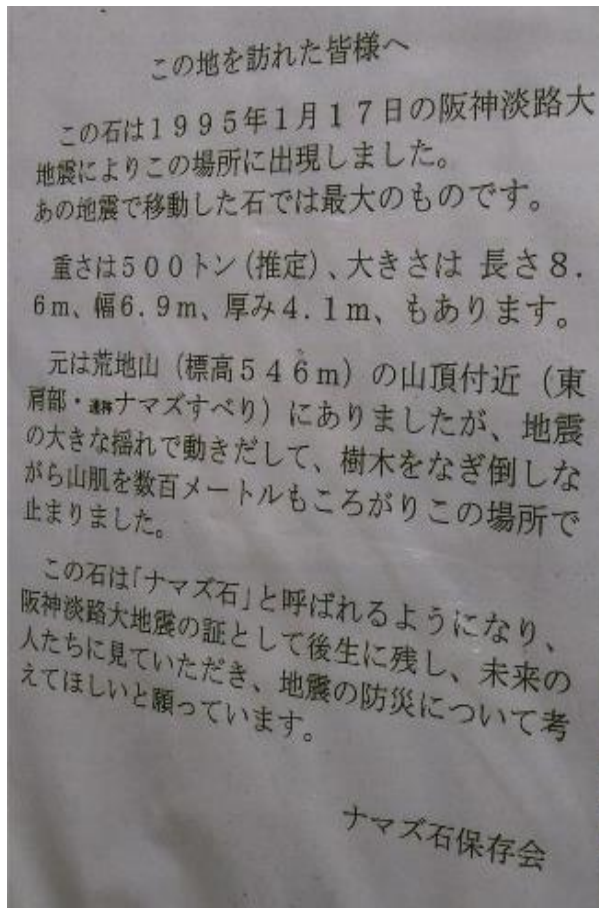 この地を訪れた皆様へ
この石は1995年1月17日の阪神淡路大
地震によりこの場所に出現しました。
あの地震で移動した石では最大のものです。
重さは500トン(推定)、大きさは 長さ8.
6m、幅6.9m、厚み4.1m、もあります。
元は荒地山(標高546m)の山頂付近(東
肩部・通称ナマズすべり)にありましたが、地震
の大きな揺れで動きだして、樹木をなぎ倒しな
がら山肌を数百メートルもころがりこの場所で
止まりました。
この石は「ナマズ石」と呼ばれるようになり、
阪神淡路大地震の証として後生に残し、未来の
人たちに見ていただき、地震の防災について考
えてほしいと願っています。
ナマズ石保存会